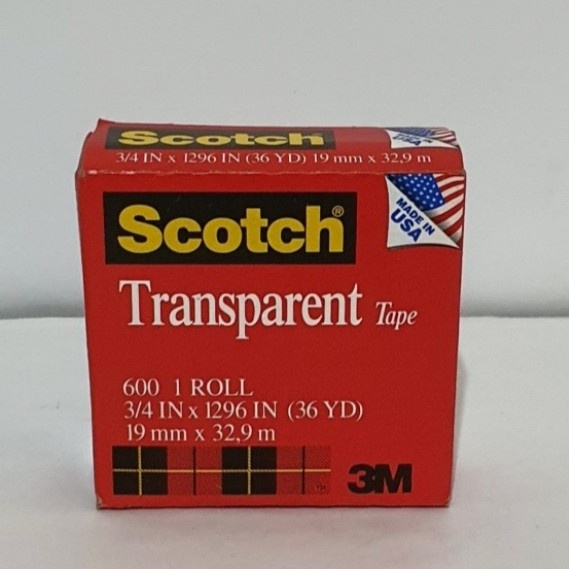 Scotch
3/4 IN x 1296 IN (36 YD) 19 mm x 32,9 m
Scotch®
MADE IN
USA
Transparent Tape
600 1 ROLL
3/4 IN x 1296 IN (36 YD)
19 mm x 32,9 m
3M